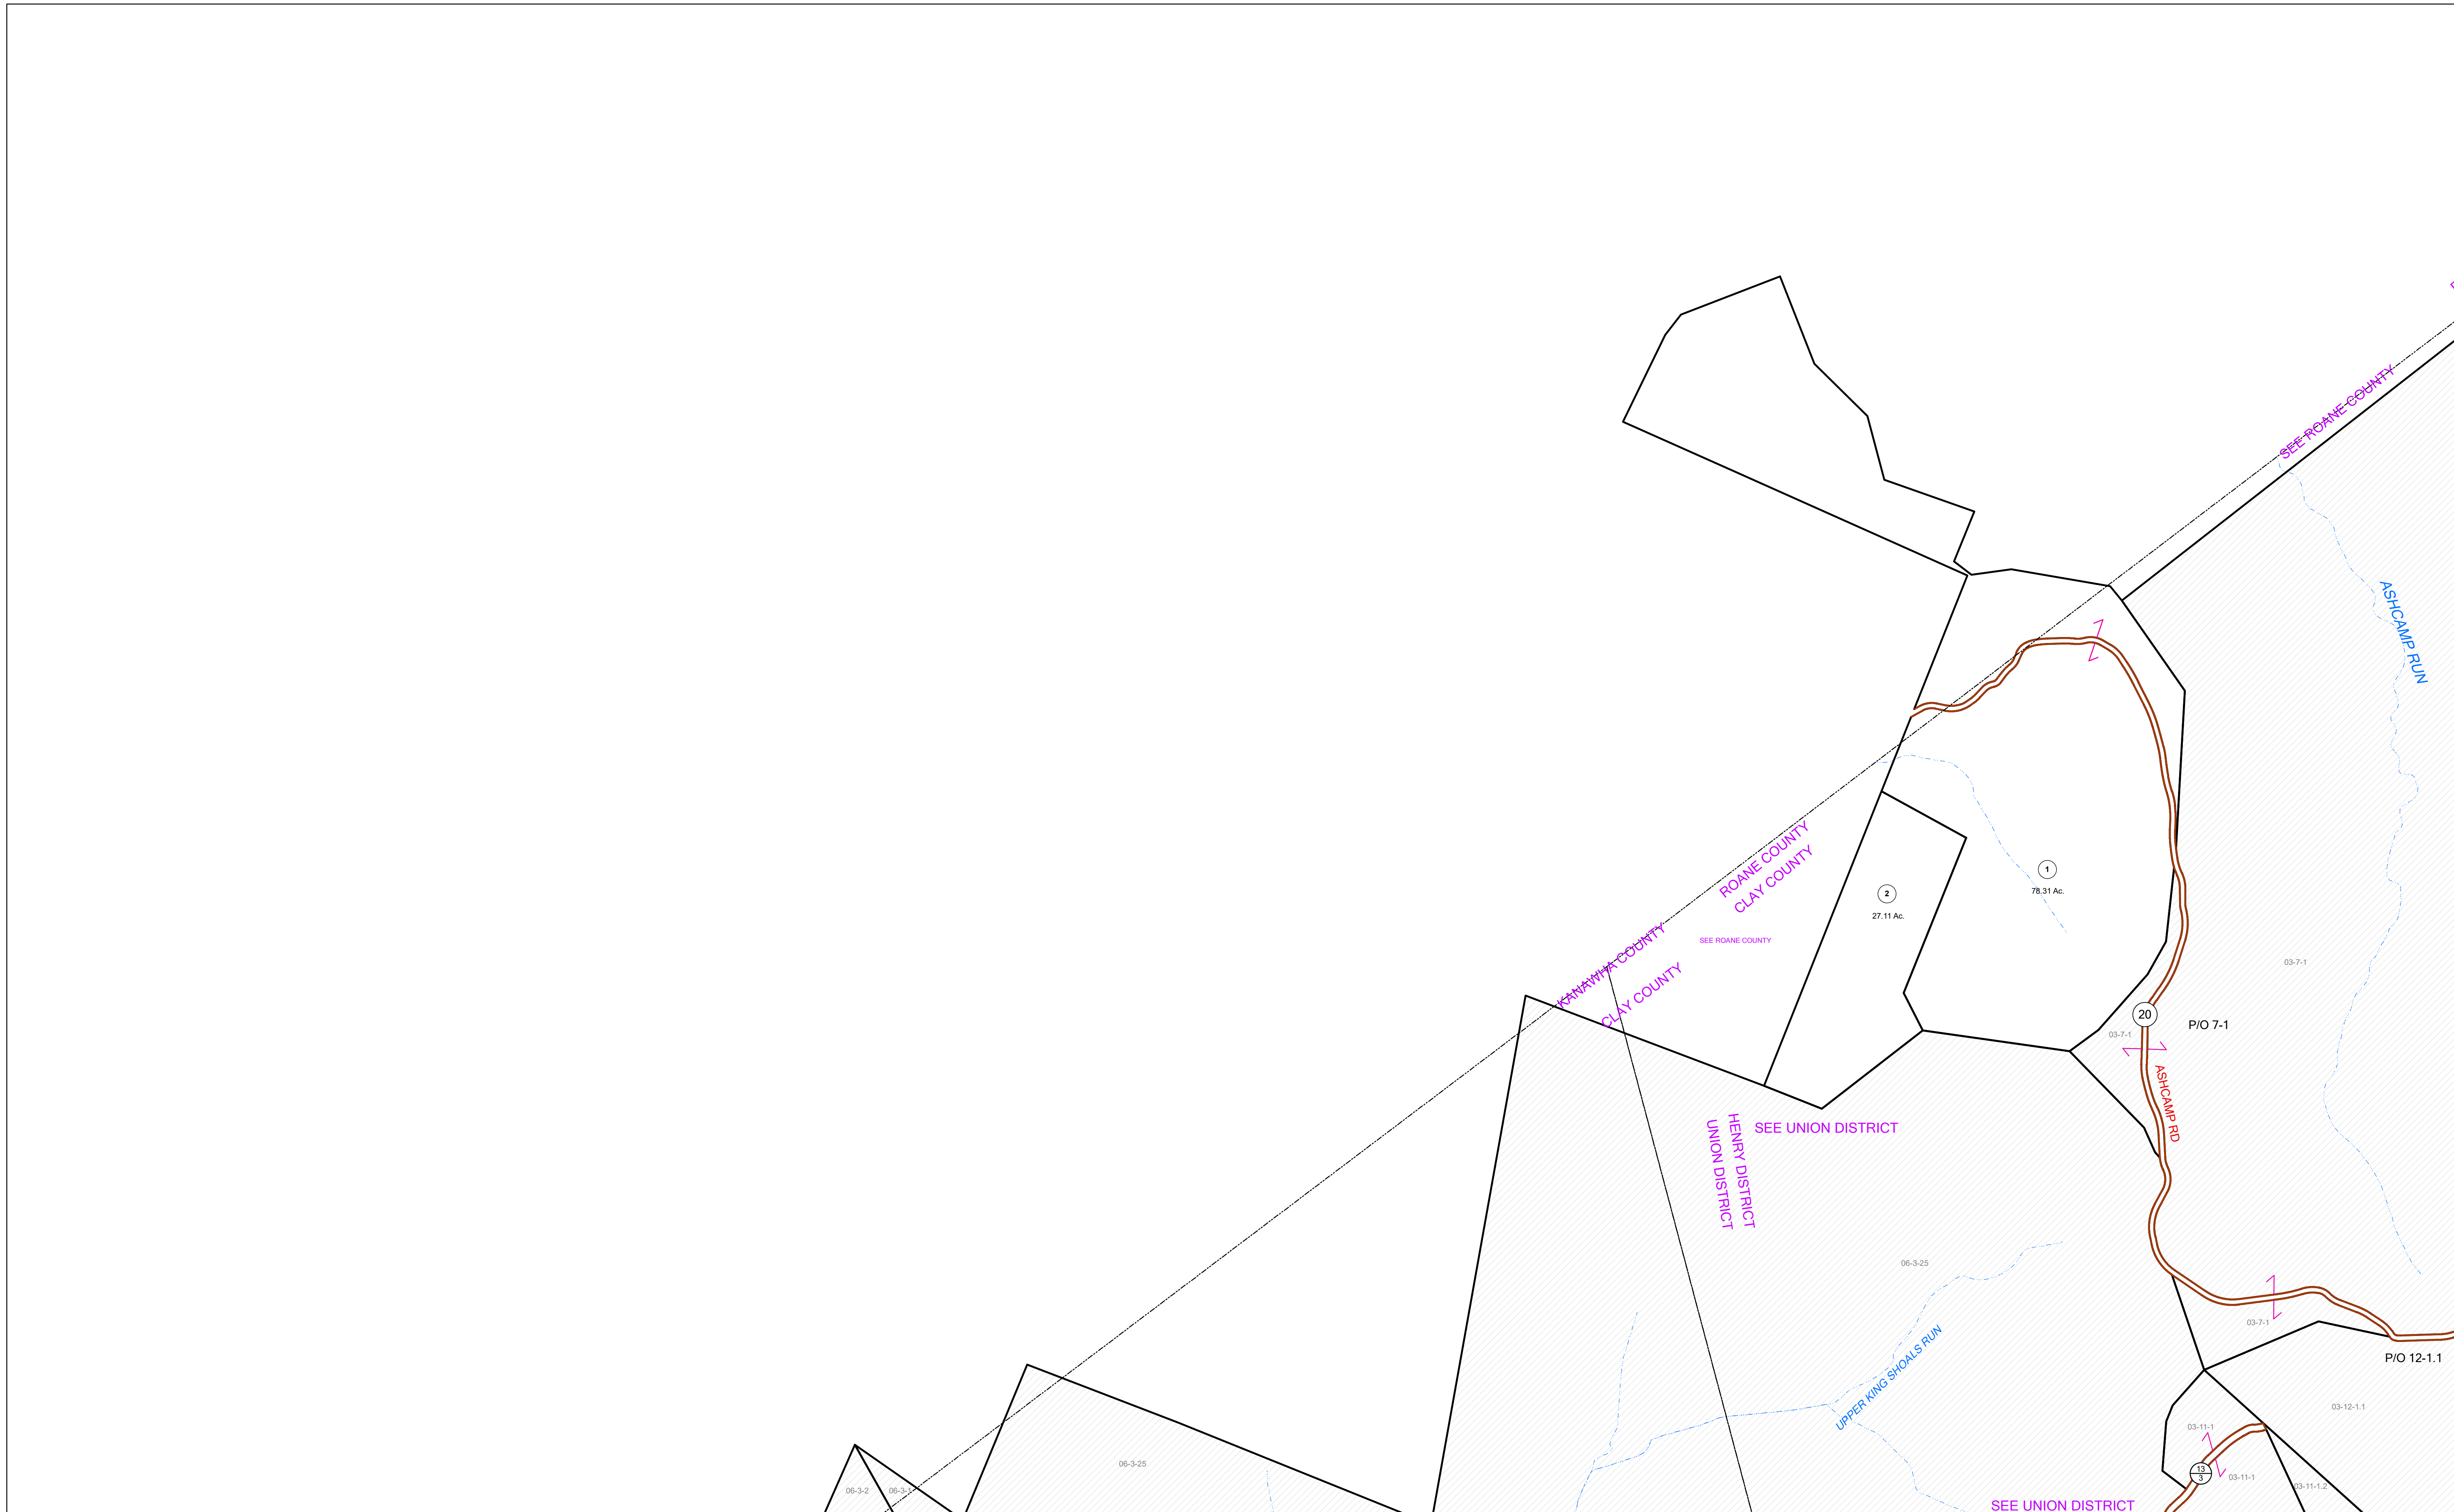 SEE ROANE COUNTY
ASHCAMP RUN
ROANE COUNTY
CLAY COUNTY
1
78.31 Ac.
2
27.11 Ac.
KANAWHA COUNTY
CLAY COUNTY
SEE ROANE COUNTY
03-7-1
20
P/O 7-1
03-7-1
ASHCAMP RD
HENRY DISTRICT
UNION DISTRICT
SEE UNION DISTRICT
06-3-25
03-7-1
UPPER KING SHOALS RUN
P/O 12-1.1
03-12-1.1
03-11-1
13
3
03-11-1
03-11-1.2
06-3-25
06-3-2
06-3-1
SEE UNION DISTRICT